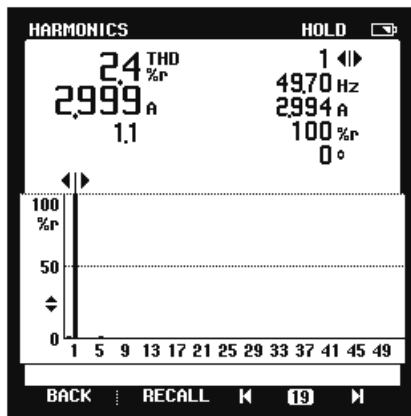 HARMONICS HOLD
2.4 THD %r
2.999 A
1.1
1
49.70 Hz
2.994 A
100 %r
0 °
100
%r
50
0
1 5 9 13 17 21 25 29 33 37 41 45 49
BACK RECALL 19